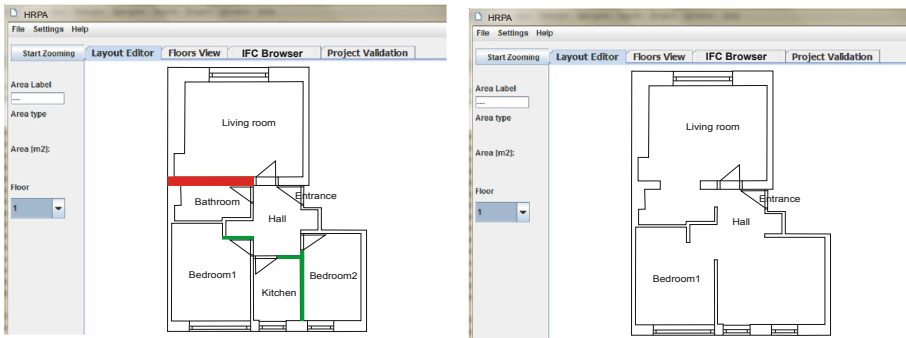 HRPA
File Settings Help
Start Zooming Layout Editor Floors View IFC Browser Project Validation
Area Label
---
Area type
Area [m2]:
Floor
1
Living room
Bathroom
Entrance
Hall
Bedroom1
Bedroom2
Kitchen
HRPA
File Settings Help
Start Zooming Layout Editor Floors View IFC Browser Project Validation
Area Label
---
Area type
Area [m2]:
Floor
1
Living room
Entrance
Hall
Bedroom1